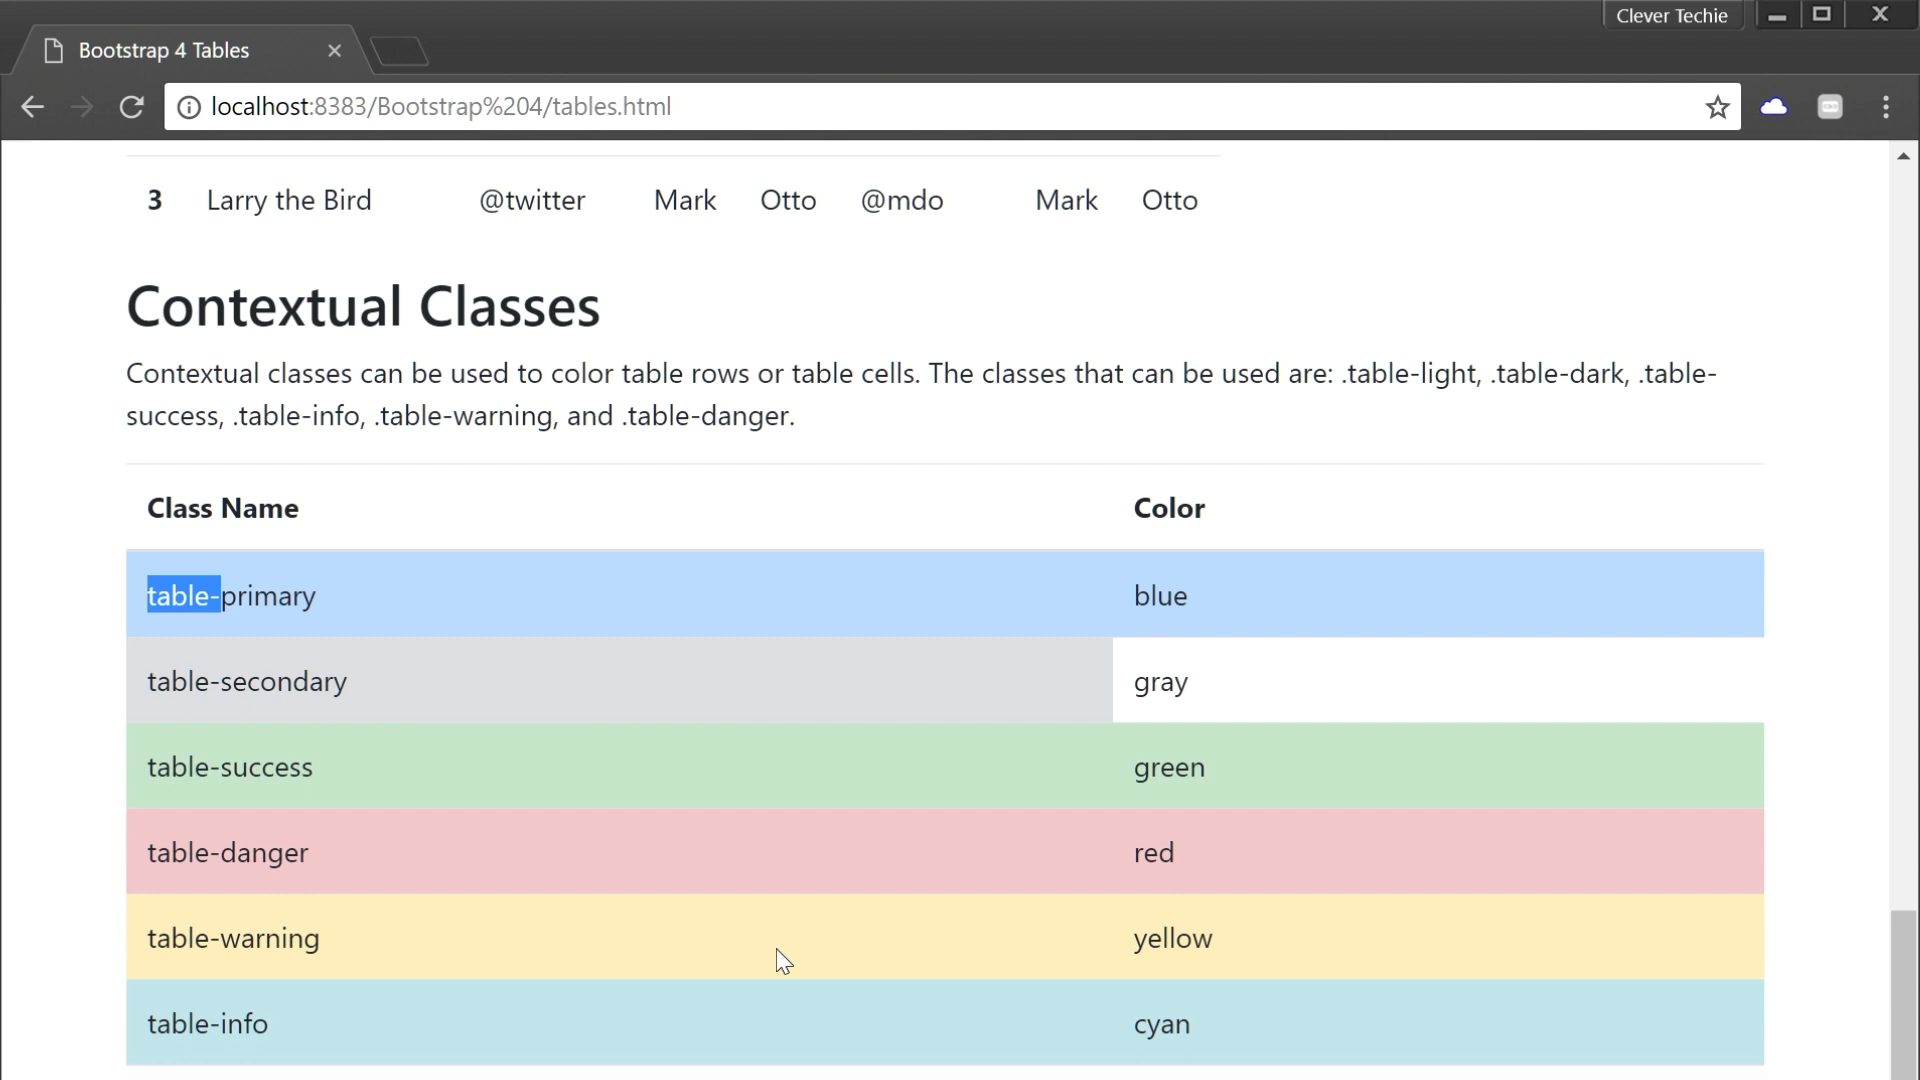 Clever Techie
Bootstrap 4 Tables
localhost:8383/Bootstrap%204/tables.html
3 Larry the Bird @twitter Mark Otto @mdo Mark Otto
Contextual Classes
Contextual classes can be used to color table rows or table cells. The classes that can be used are: .table-light, .table-dark, .table-
success, .table-info, .table-warning, and .table-danger.
Class Name Color
table-primary blue
table-secondary gray
table-success green
table-danger red
table-warning yellow
table-info cyan